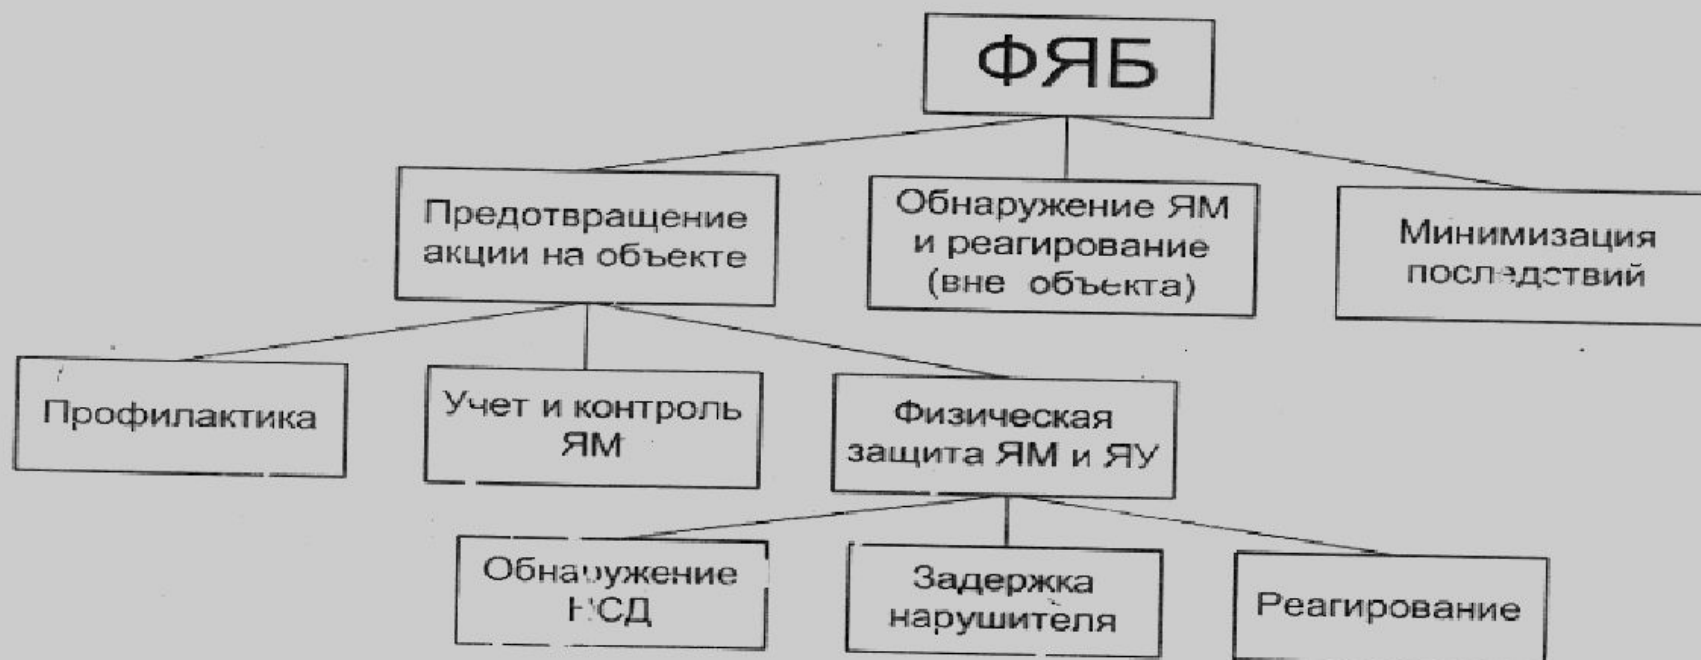 ФЯБ
Предотвращение
акции на объекте
Обнаружение ЯМ
и реагирование
(вне объекта)
Минимизация
последствий
Профилактика
Учет и контроль
ЯМ
Физическая
защита ЯМ и ЯУ
Обнаружение
НСД
Задержка
нарушителя
Реагирование